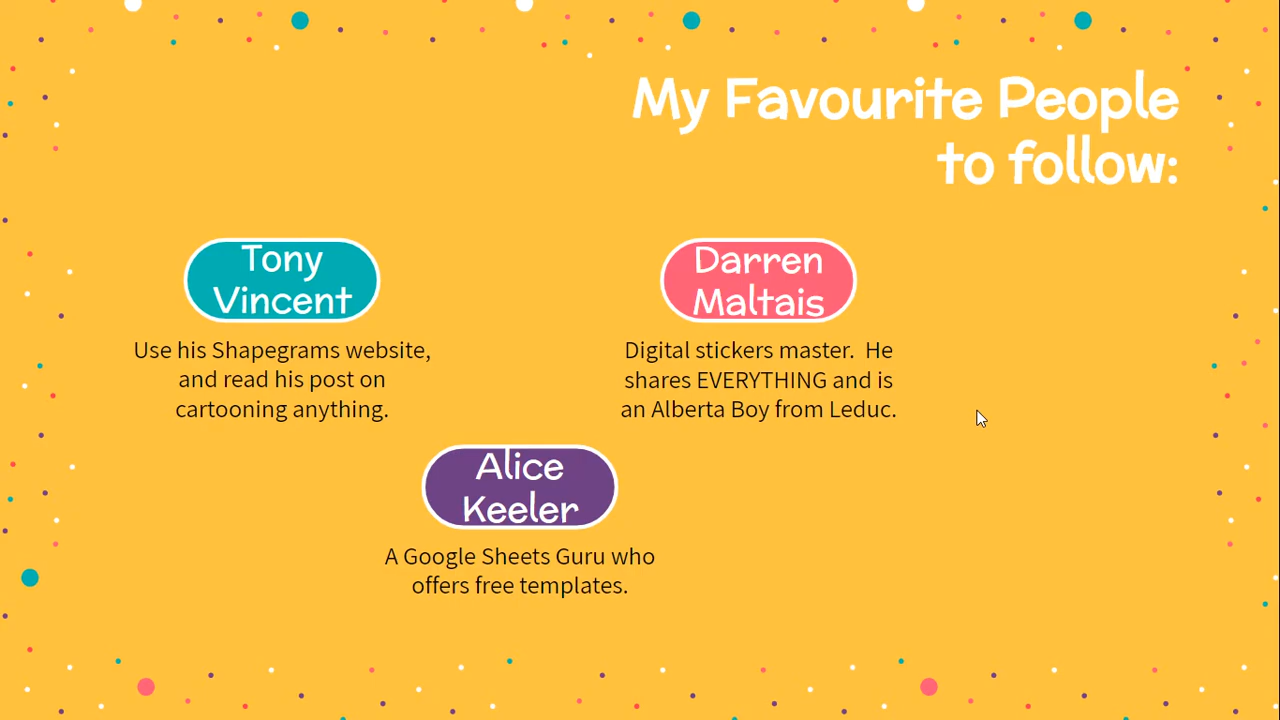 My Favourite People
to follow:
Tony
Vincent
Use his Shapegrams website,
and read his post on
cartooning anything.
Darren
Maltais
Digital stickers master.  He
shares EVERYTHING and is
an Alberta Boy from Leduc.
Alice
Keeler
A Google Sheets Guru who
offers free templates.